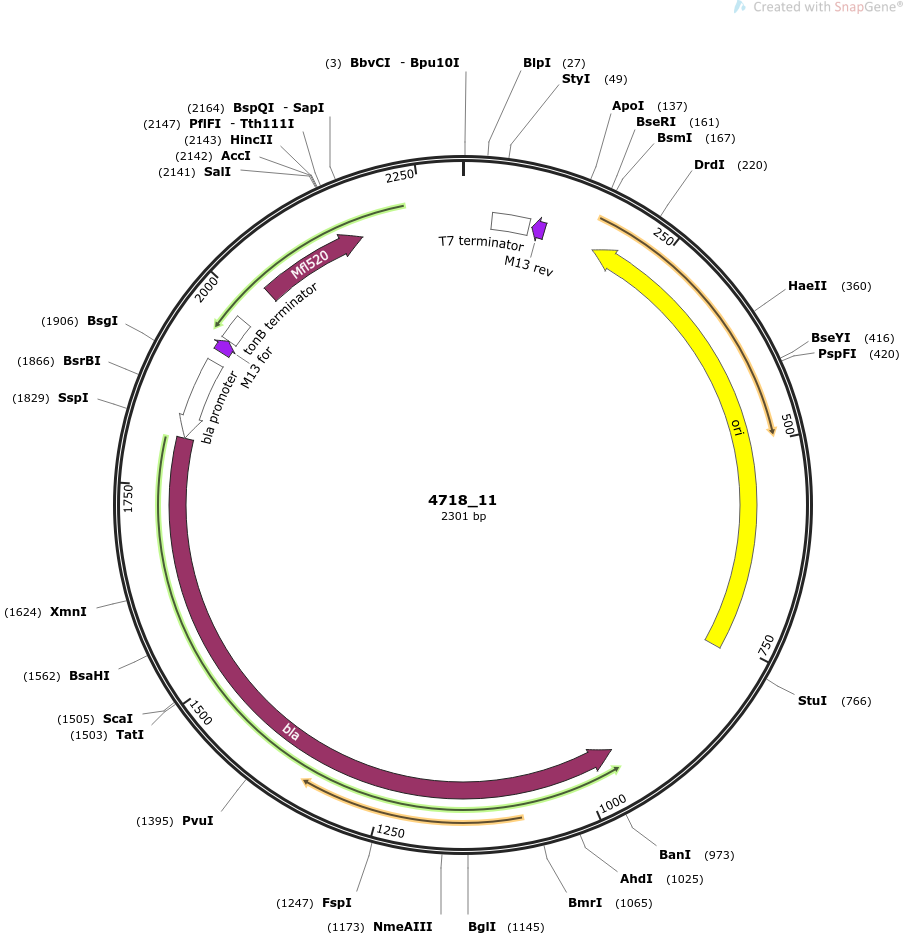 Created with SnapGene®
(3) BbvCI - Bpu10I
BlpI (27)
StyI (49)
ApoI (137)
BseRI (161)
BsmI (167)
DrdI (220)
HaeII (360)
BseYI (416)
PspFI (420)
StuI (766)
BanI (973)
AhdI (1025)
BmrI (1065)
BglI (1145)
(1173) NmeAIII
(1247) FspI
(1395) PvuI
(1503) TatI
(1505) ScaI
(1562) BsaHI
(1624) XmnI
(1829) SspI
(1866) BsrBI
(1906) BsgI
(2141) SalI
(2142) AccI
(2143) HincII
(2147) PflFI - Tth111I
(2164) BspQI - SapI
250
500
750
1000
1250
1500
1750
2000
2250
T7 terminator
M13 rev
ori
bla
bla promoter
M13 for
tonB terminator
Mfl520
4718_11
2301 bp